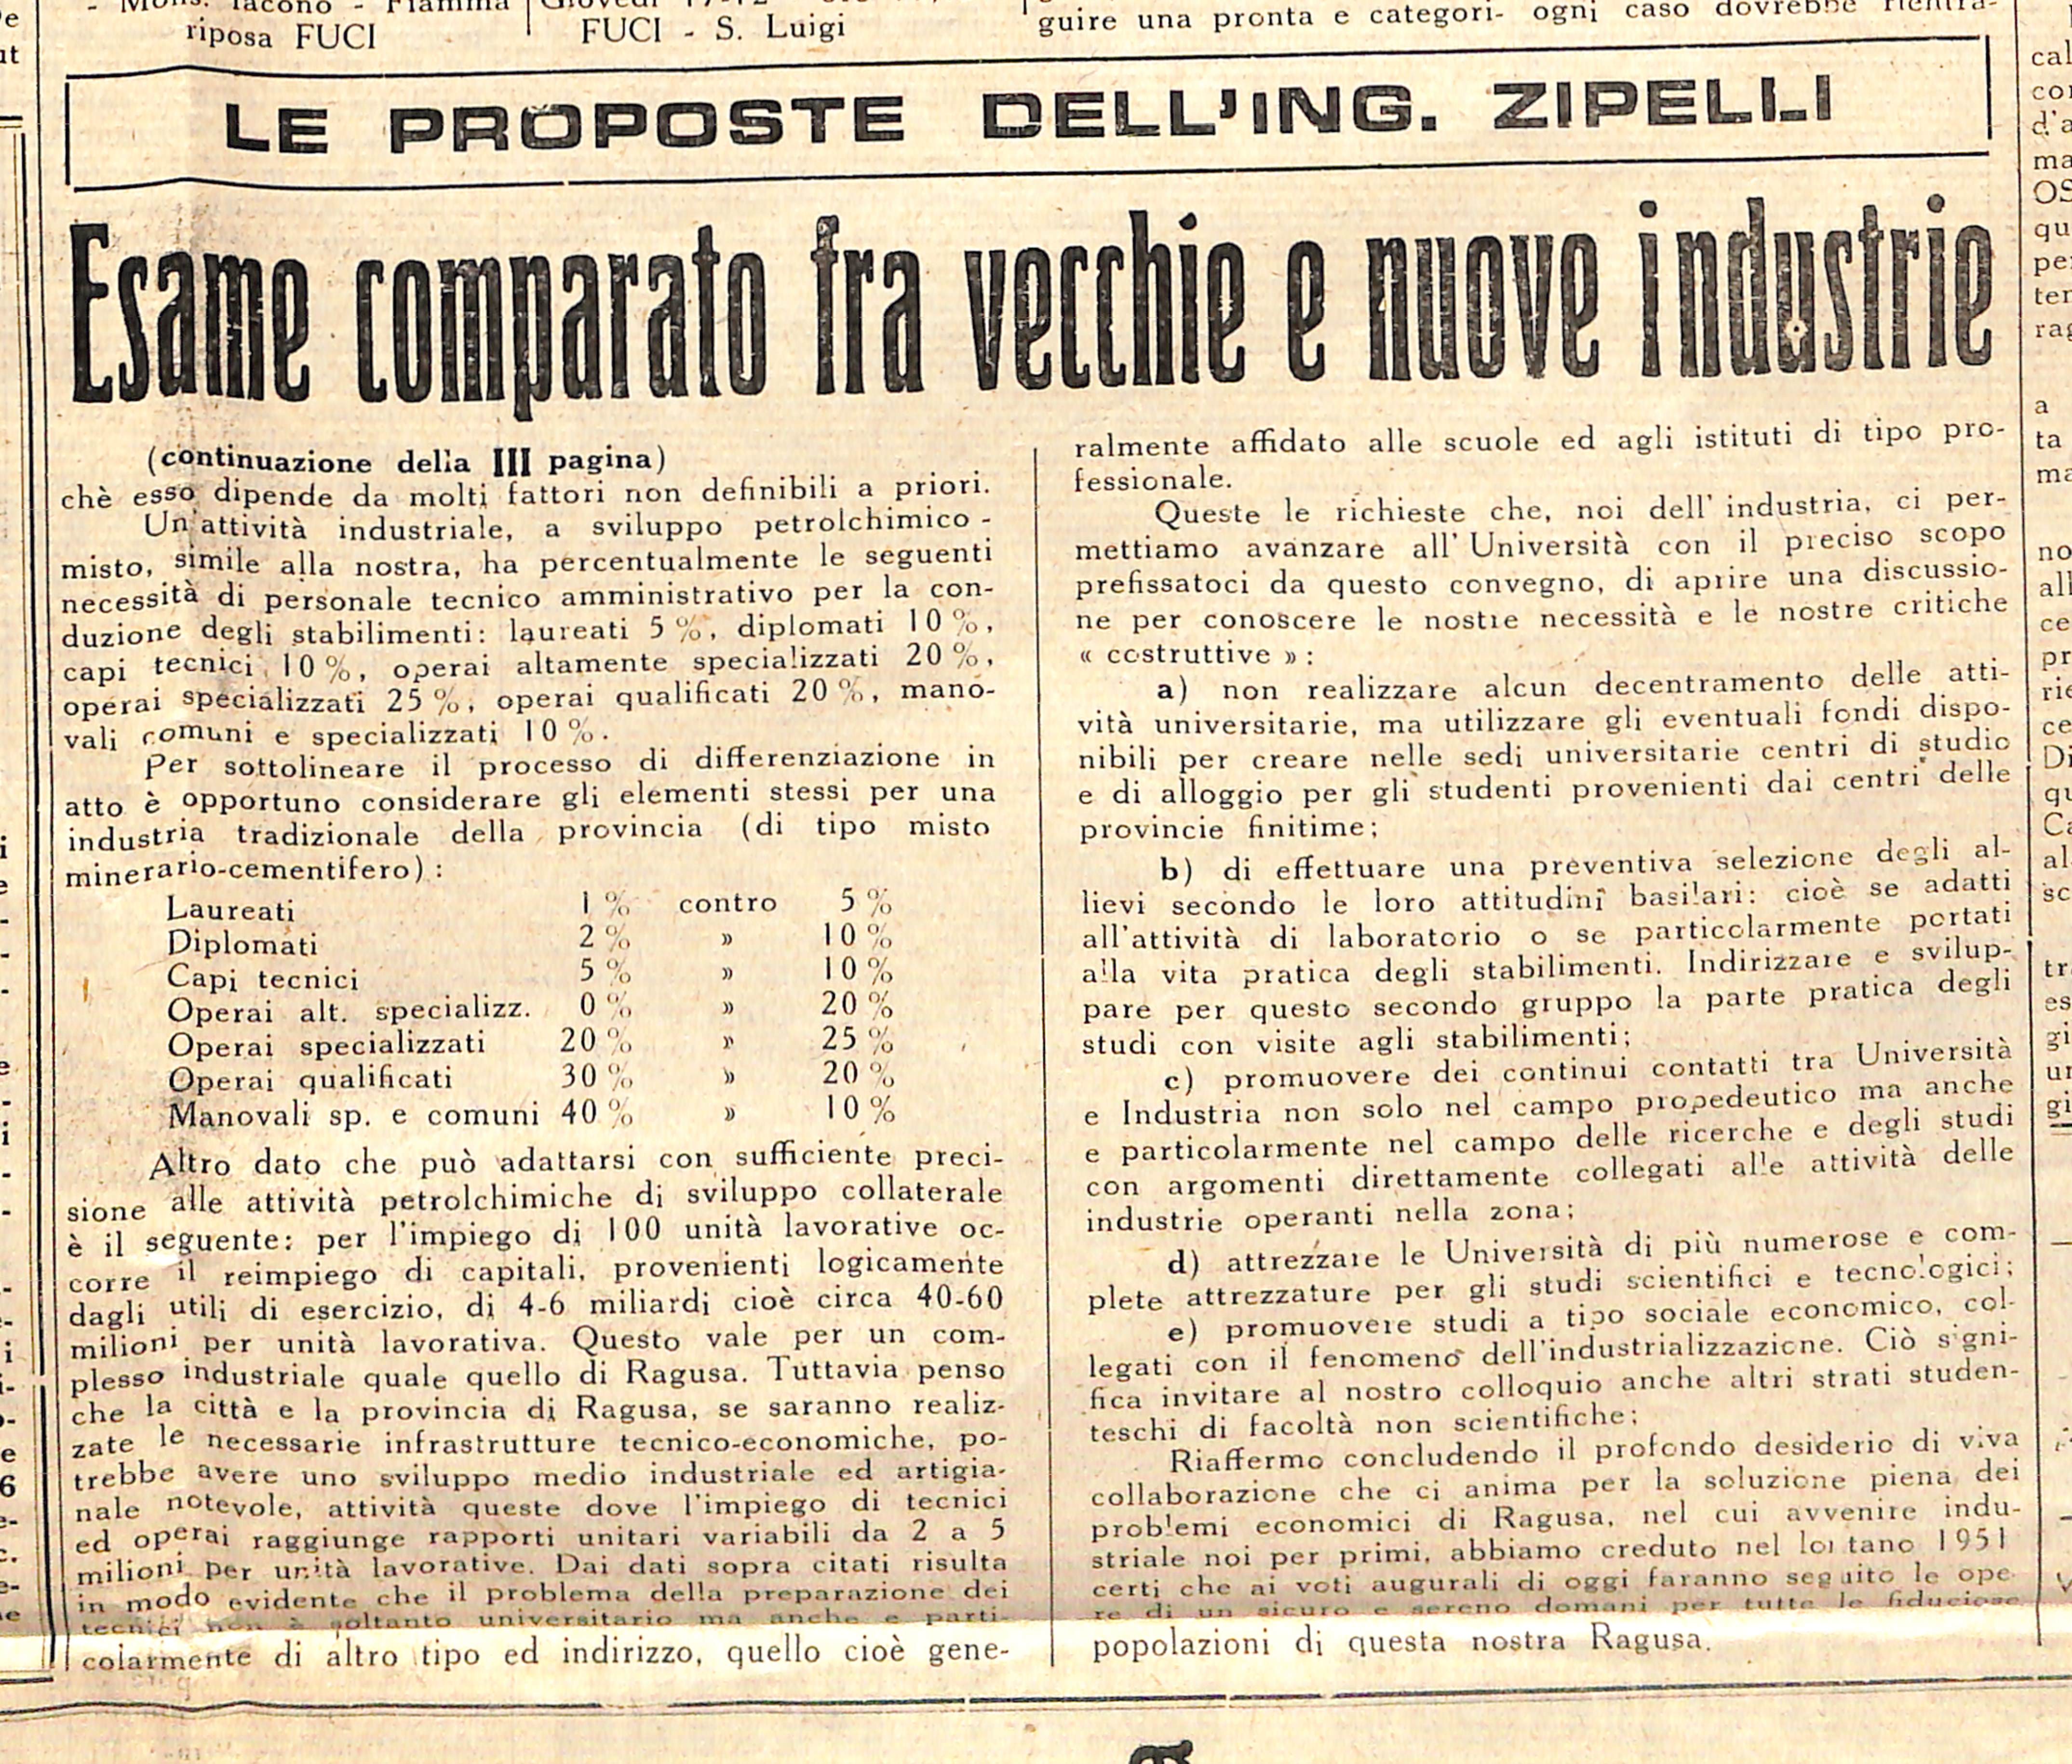 riposa FUCI
FUCI - S. Luigi
guire una pronta e categori-
ogni caso dovrebbe rientra-
LE PROPOSTE DELL'ING. ZIPELLI
Esame comparato fra vecchie e nuove industrie
(continuazione della III pagina)
chè esso dipende da molti fattori non definibili a priori.
Un'attività industriale, a sviluppo petrolchimico -
misto, simile alla nostra, ha percentualmente le seguenti
necessità di personale tecnico amministrativo per la con-
duzione degli stabilimenti: laureati 5 %, diplomati 10 %,
capi tecnici 10 %, operai altamente specializzati 20 %,
operai specializzati 25 %, operai qualificati 20 %, mano-
vali comuni e specializzati 10 %.
Per sottolineare il processo di differenziazione in
atto è opportuno considerare gli elementi stessi per una
industria tradizionale della provincia (di tipo misto
minerario-cementifero) :
Laureati 1 % contro 5 %
Diplomati 2 % » 10 %
Capi tecnici 5 % » 10 %
Operai alt. specializz. 0 % » 20 %
Operai specializzati 20 % » 25 %
Operai qualificati 30 % » 20 %
Manovali sp. e comuni 40 % » 10 %
Altro dato che può adattarsi con sufficiente preci-
sione alle attività petrolchimiche di sviluppo collaterale
è il seguente: per l'impiego di 100 unità lavorative oc-
corre il reimpiego di capitali, provenienti logicamente
dagli utili di esercizio, di 4-6 miliardi cioè circa 40-60
milioni per unità lavorativa. Questo vale per un com-
plesso industriale quale quello di Ragusa. Tuttavia penso
che la città e la provincia di Ragusa, se saranno realiz-
zate le necessarie infrastrutture tecnico-economiche, po-
trebbe avere uno sviluppo medio industriale ed artigia-
nale notevole, attività queste dove l'impiego di tecnici
ed operai raggiunge rapporti unitari variabili da 2 a 5
milioni per unità lavorative. Dai dati sopra citati risulta
in modo evidente che il problema della preparazione dei
tecnici non è soltanto universitario ma anche e parti-
colarmente di altro tipo ed indirizzo, quello cioè gene-
ralmente affidato alle scuole ed agli istituti di tipo pro-
fessionale.
Queste le richieste che, noi dell' industria, ci per-
mettiamo avanzare all' Università con il preciso scopo
prefissatoci da questo convegno, di aprire una discussio-
ne per conoscere le nostre necessità e le nostre critiche
« costruttive » :
a) non realizzare alcun decentramento delle atti-
vità universitarie, ma utilizzare gli eventuali fondi dispo-
nibili per creare nelle sedi universitarie centri di studio
e di alloggio per gli studenti provenienti dai centri delle
provincie finitime;
b) di effettuare una preventiva selezione degli al-
lievi secondo le loro attitudini basilari: cioè se adatti
all'attività di laboratorio o se particolarmente portati
alla vita pratica degli stabilimenti. Indirizzare e svilup-
pare per questo secondo gruppo la parte pratica degli
studi con visite agli stabilimenti;
c) promuovere dei continui contatti tra Università
e Industria non solo nel campo propedeutico ma anche
e particolarmente nel campo delle ricerche e degli studi
con argomenti direttamente collegati alle attività delle
industrie operanti nella zona;
d) attrezzare le Università di più numerose e com-
plete attrezzature per gli studi scientifici e tecnologici;
e) promuovere studi a tipo sociale economico, col-
legati con il fenomeno dell'industrializzazione. Ciò signi-
fica invitare al nostro colloquio anche altri strati studen-
teschi di facoltà non scientifiche;
Riaffermo concludendo il profondo desiderio di viva
collaborazione che ci anima per la soluzione piena dei
problemi economici di Ragusa, nel cui avvenire indu-
striale noi per primi, abbiamo creduto nel lontano 1951
certi che ai voti augurali di oggi faranno seguito le ope-
re di un sicuro e sereno domani per tutte le fiduciose
popolazioni di questa nostra Ragusa.